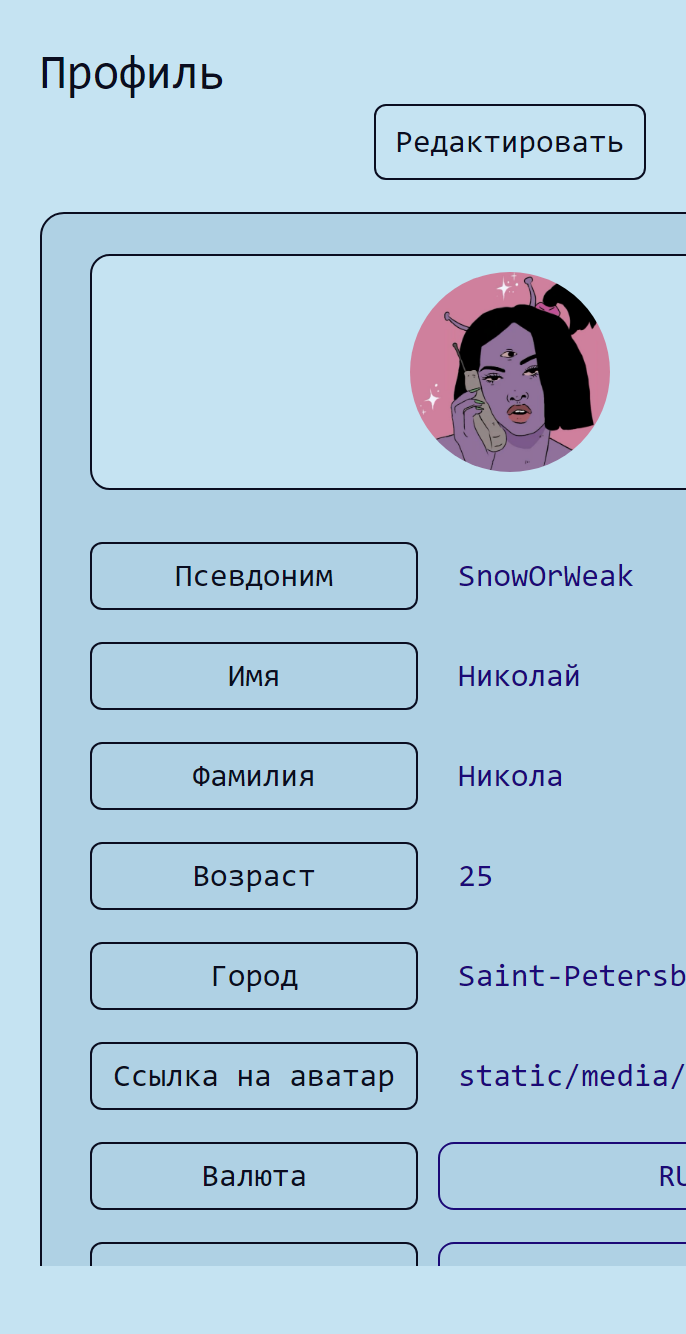 Профиль
Редактировать
Псевдоним SnowOrWeak
Имя Николай
Фамилия Никола
Возраст 25
Город Saint-Petersb
Ссылка на аватар static/media/
Валюта RU